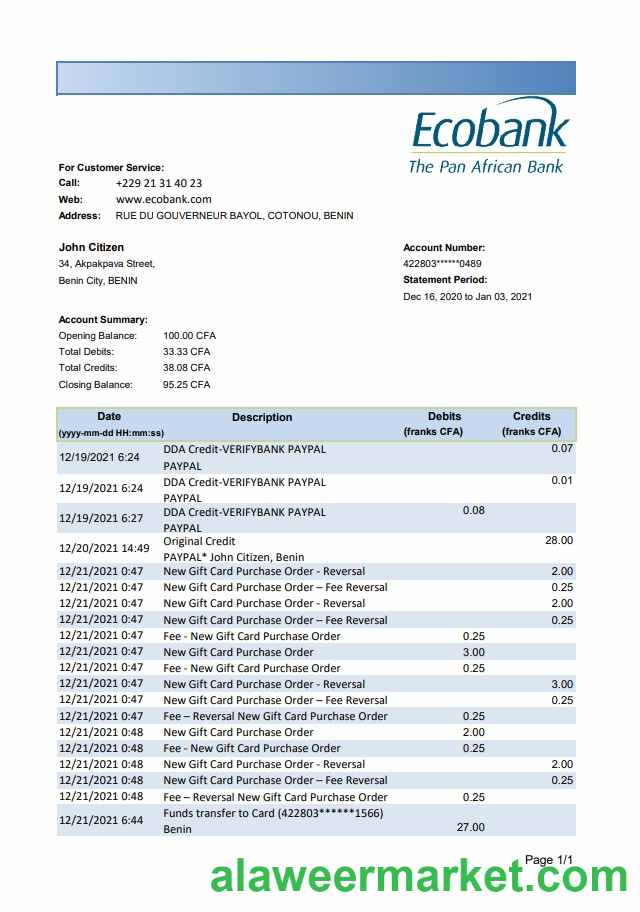 Ecobank
The Pan African Bank
For Customer Service:
Call: +229 21 31 40 23
Web: www.ecobank.com
Address: RUE DU GOUVERNEUR BAYOL, COTONOU, BENIN
John Citizen
34, Akpakpava Street,
Benin City, BENIN
Account Number:
422803******0489
Statement Period:
Dec 16, 2020 to Jan 03, 2021
Account Summary:
Opening Balance: 100.00 CFA
Total Debits: 33.33 CFA
Total Credits: 38.08 CFA
Closing Balance: 95.25 CFA
Date Description Debits Credits
(yyyy-mm-dd HH:mm:ss) (franks CFA) (franks CFA)
12/19/2021 6:24 DDA Credit-VERIFYBANK PAYPAL 0.07
PAYPAL
12/19/2021 6:24 DDA Credit-VERIFYBANK PAYPAL 0.01
PAYPAL
12/19/2021 6:27 DDA Credit-VERIFYBANK PAYPAL 0.08
PAYPAL
12/20/2021 14:49 Original Credit 28.00
PAYPAL* John Citizen, Benin
12/21/2021 0:47 New Gift Card Purchase Order - Reversal 2.00
12/21/2021 0:47 New Gift Card Purchase Order – Fee Reversal 0.25
12/21/2021 0:47 New Gift Card Purchase Order - Reversal 2.00
12/21/2021 0:47 New Gift Card Purchase Order – Fee Reversal 0.25
12/21/2021 0:47 Fee - New Gift Card Purchase Order 0.25
12/21/2021 0:47 New Gift Card Purchase Order 3.00
12/21/2021 0:47 Fee - New Gift Card Purchase Order 0.25
12/21/2021 0:47 New Gift Card Purchase Order - Reversal 3.00
12/21/2021 0:47 New Gift Card Purchase Order – Fee Reversal 0.25
12/21/2021 0:47 Fee – Reversal New Gift Card Purchase Order 0.25
12/21/2021 0:48 New Gift Card Purchase Order 2.00
12/21/2021 0:48 Fee - New Gift Card Purchase Order 0.25
12/21/2021 0:48 New Gift Card Purchase Order - Reversal 2.00
12/21/2021 0:48 New Gift Card Purchase Order – Fee Reversal 0.25
12/21/2021 0:48 Fee – Reversal New Gift Card Purchase Order 0.25
12/21/2021 6:44 Funds transfer to Card (422803******1566)
Benin 27.00
Page 1/1
alaweermarket.com